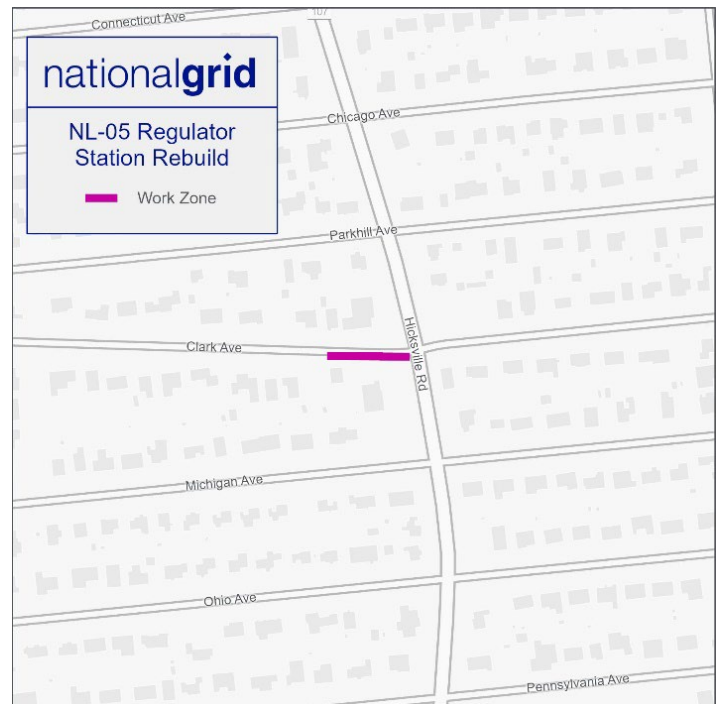 Connecticut Ave
107
nationalgrid
NL-05 Regulator
Station Rebuild
Work Zone
Chicago Ave
Parkhill Ave
Clark Ave
Hicksville Rd
Michigan Ave
Ohio Ave
Pennsylvania Ave